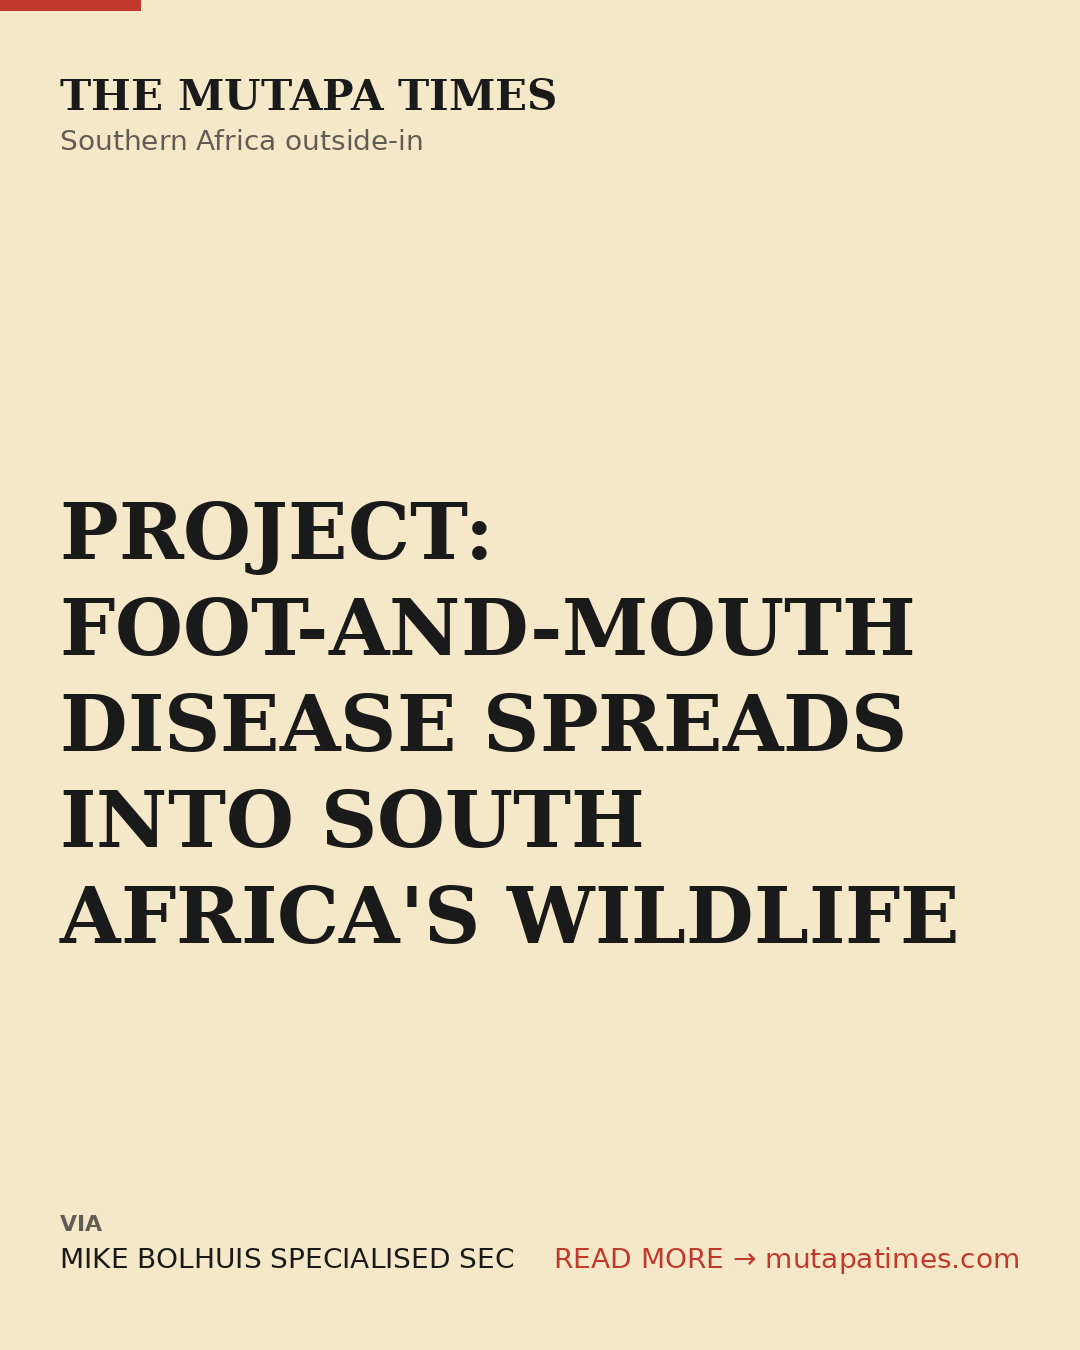 THE MUTAPA TIMES
Southern Africa outside-in
PROJECT:
FOOT-AND-MOUTH
DISEASE SPREADS
INTO SOUTH
AFRICA'S WILDLIFE
VIA
MIKE BOLHUIS SPECIALISED SEC
READ MORE → mutapatimes.com